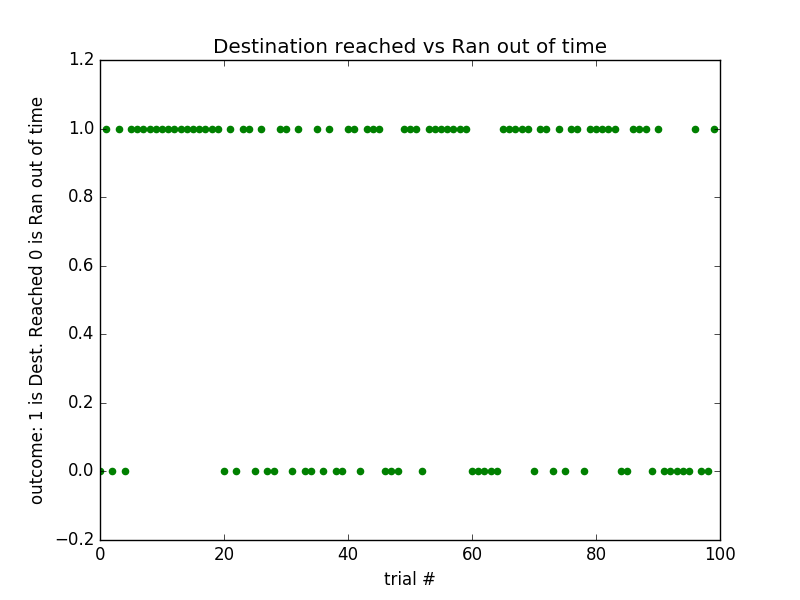 Destination reached vs Ran out of time
1.2
1.0
0.8
0.6
0.4
0.2
0.0
−0.2
outcome: 1 is Dest. Reached 0 is Ran out of time
0 20 40 60 80 100
trial #